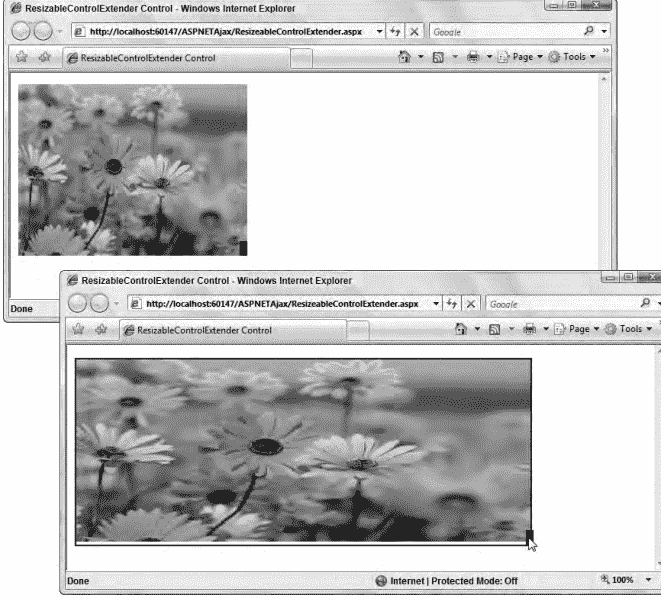 ResizableControlExtender Control - Windows Internet Explorer
http://localhost:60147/ASPNETAjax/ResizeableControlExtender.aspx
Google
ResizableControlExtender Control
Page
Tools
Done
ResizableControlExtender Control - Windows Internet Explorer
http://localhost:60147/ASPNETAjax/ResizeableControlExtender.aspx
Google
ResizableControlExtender Control
Page
Tools
Done
Internet | Protected Mode: Off
100%